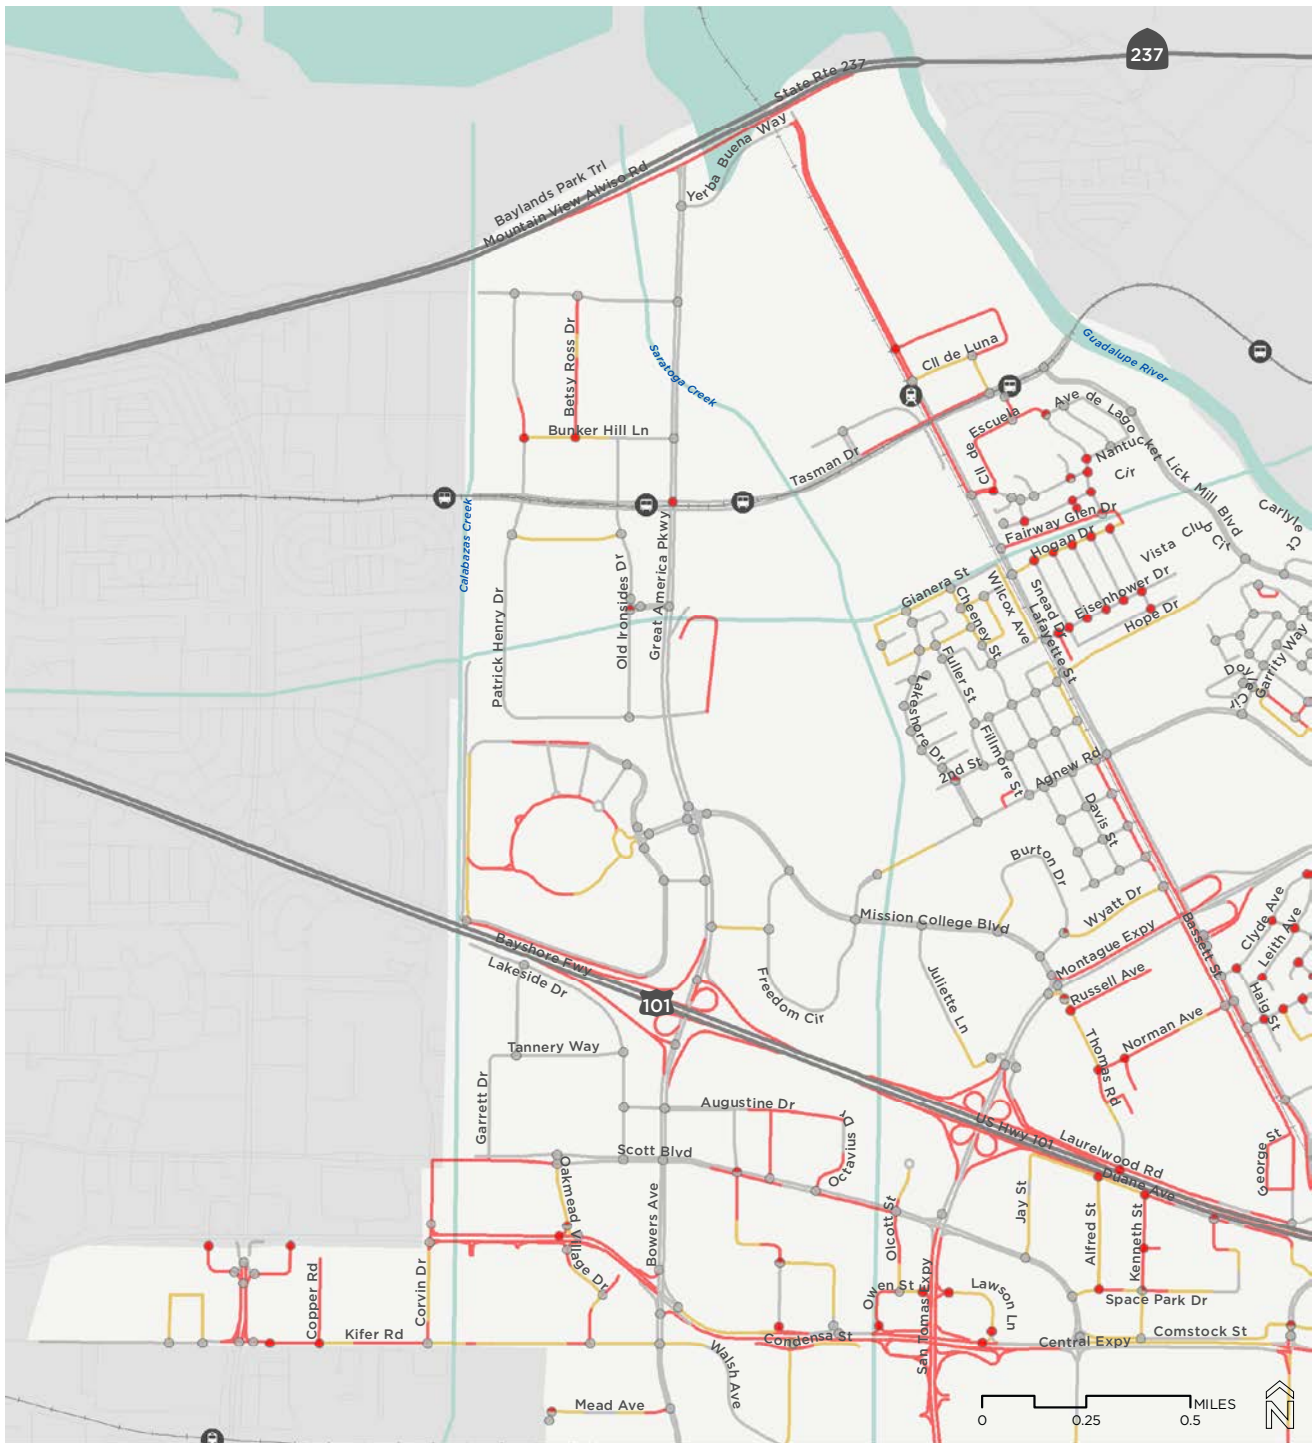 237
State Rte 237
Baylands Park Trl
Mountain View Alviso Rd
Yerba Buena Way
Betsy Ross Dr
Saratoga Creek
Cll de Luna
Guadalupe River
Bunker Hill Ln
Tasman Dr
Escuela
Ave de Lago
Cll de
Nantucket
Cir
Lick Mill Blvd
Carlyle Ct
Calabazas Creek
Great America Pkwy
Fairway Glen Dr
Hogan Dr
Vista Club Cir
Patrick Henry Dr
Old Ironsides Dr
Gianera St
Wilcox Ave
Cheeney St
Snead Dr
Eisenhower Dr
Hope Dr
Lafayette St
Fuller St
Lakeshore Dr
Garrity Way
Fillmore St
2nd St
Agnew Rd
Davis St
Burton Dr
Wyatt Dr
Mission College Blvd
Montague Expy
Bassett St
Clyde Ave
Leith Ave
Bayshore Fwy
Lakeside Dr
101
Freedom Cir
Juliette Ln
Russell Ave
Haig St
Tannery Way
Thomas Rd
Norman Ave
Garrett Dr
Augustine Dr
Octavius Dr
US Hwy 101
Laurelwood Rd
Scott Blvd
Duane Ave
George St
Oakmead Village Dr
Bowers Ave
Olcott St
Jay St
Alfred St
Kenneth St
Copper Rd
Corvin Dr
Owen St
San Tomas Expy
Lawson Ln
Space Park Dr
Kifer Rd
Condensa St
Central Expy
Comstock St
Walsh Ave
Mead Ave
0
0.25
0.5
MILES
N